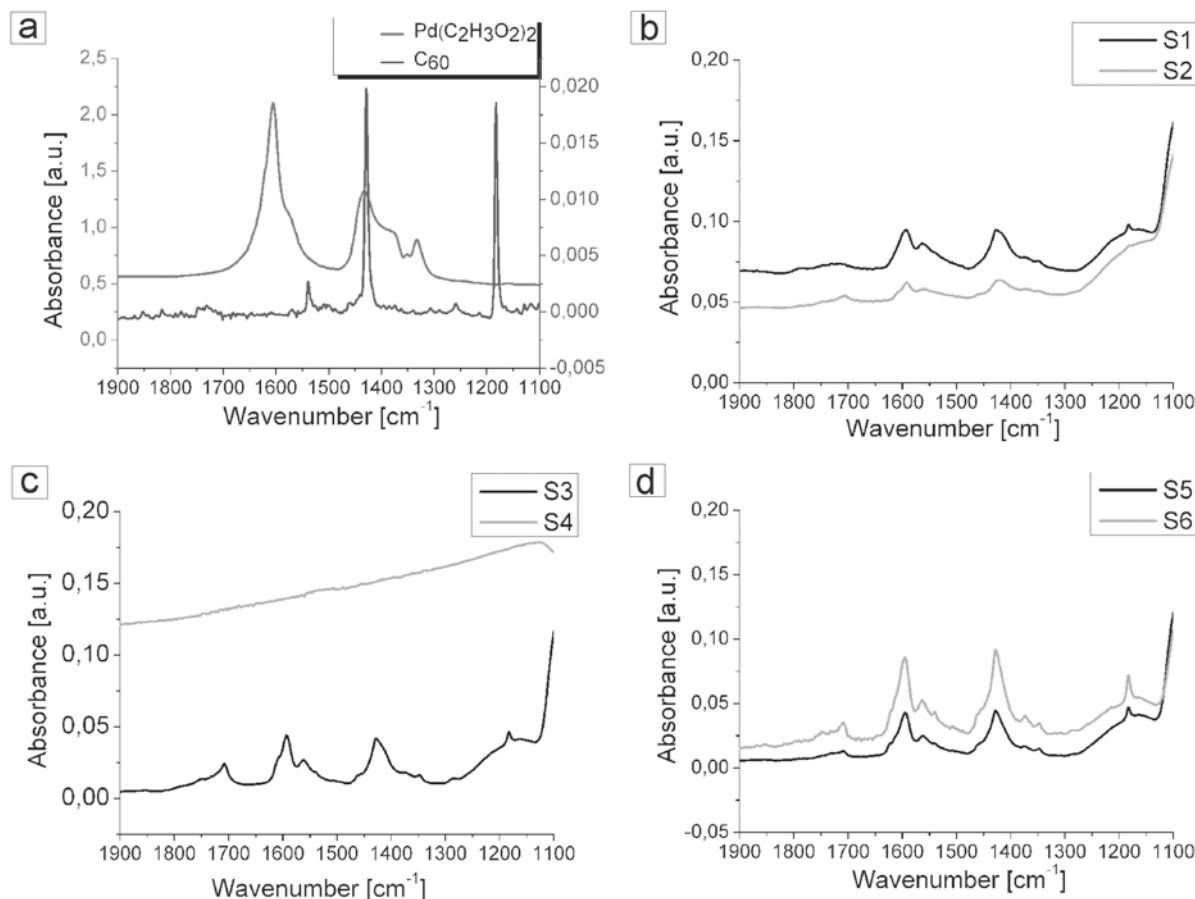 a
Pd(C2H3O2)2
C60
2,5
2,0
1,5
1,0
0,5
0,0
Absorbance [a.u.]
0,020
0,015
0,010
0,005
0,000
-0,005
1900 1800 1700 1600 1500 1400 1300 1200 1100
Wavenumber [cm-1]
b
S1
S2
0,20
0,15
0,10
0,05
0,00
Absorbance [a.u.]
1900 1800 1700 1600 1500 1400 1300 1200 1100
Wavenumber [cm-1]
c
S3
S4
0,20
0,15
0,10
0,05
0,00
Absorbance [a.u.]
1900 1800 1700 1600 1500 1400 1300 1200 1100
Wavenumber [cm-1]
d
S5
S6
0,20
0,15
0,10
0,05
0,00
-0,05
Absorbance [a.u.]
1900 1800 1700 1600 1500 1400 1300 1200 1100
Wavenumber [cm-1]